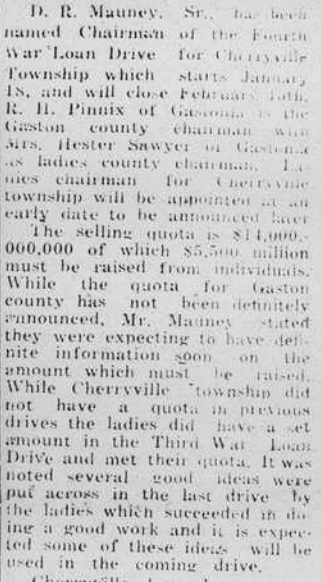 D. R. Mauney, Sr., has been
named Chairman of the Fourth
War Loan Drive for Cherryville
Township which starts January
18, and will close February 15th.
R. H. Pinnix of Gastonia is the
Gaston county chairman with
Mrs. Hester Sawyer of Gastonia
as ladies county chairman. La-
dies chairman for Cherryville
township will be appointed at an
early date to be announced later
The selling quota is $14,000,-
000,000 of which $5,500 million
must be raised from individuals.
While the quota for Gaston
county has not been definitely
announced, Mr. Mauney stated
they were expecting to have defi-
nite information soon on the
amount which must be raised.
While Cherryville township did
not have a quota in previous
drives the ladies did have a set
amount in the Third War Loan
Drive and met their quota. It was
noted several good ideas were
put across in the last drive by
the ladies which succeeded in do-
ing a good work and it is expec-
ted some of these ideas will be
used in the coming drive.